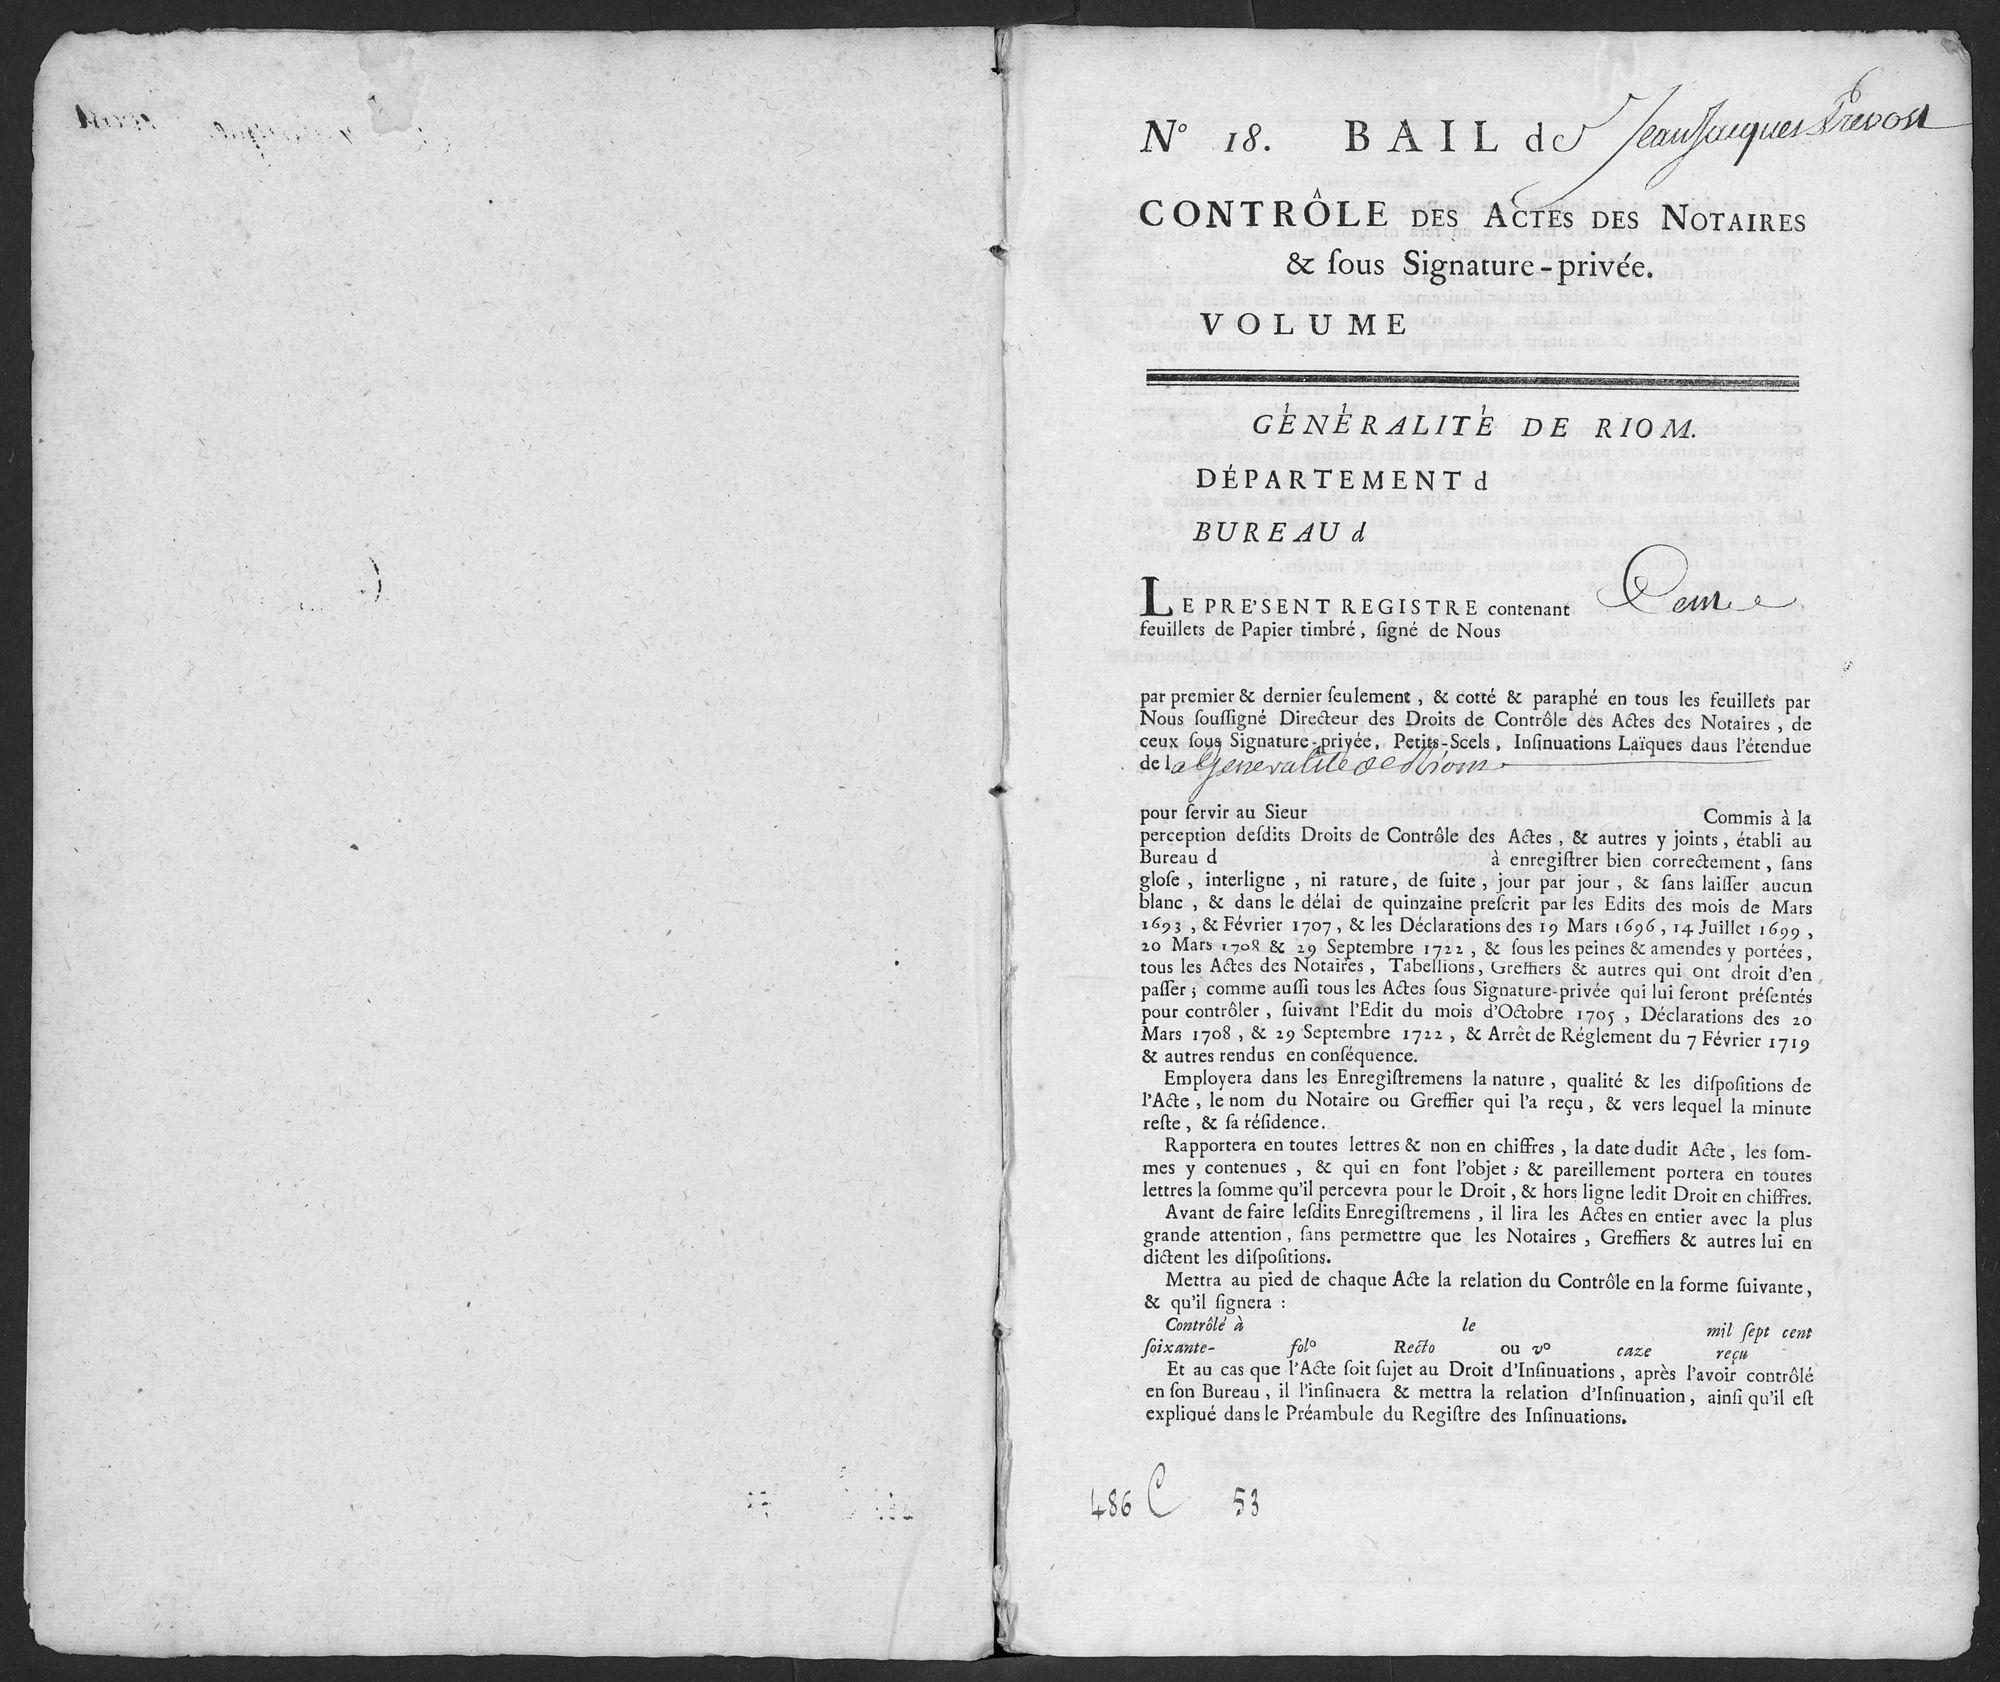 N.° 18. BAIL de Jean Jacques Prevost
CONTRÔLE DES ACTES DES NOTAIRES
& ſous Signature-privée.
VOLUME
GÉNÉRALITÉ DE RIOM.
DÉPARTEMENT d
BUREAU d
LE PRE'SENT REGISTRE contenant
feuillets de Papier timbré, ſigné de Nous
par premier & dernier ſeulement, & cotté & paraphé en tous les feuillets par
Nous ſouſſigné Directeur des Droits de Contrôle des Actes des Notaires, de
ceux ſous Signature-privée, Petits-Scels, Inſinuations Laïques daus l'étendue
de la Generalité de Riom
pour ſervir au Sieur Commis à la
perception deſdits Droits de Contrôle des Actes, & autres y joints, établi au
Bureau d à enregiſtrer bien correctement, ſans
gloſe, interligne, ni rature, de ſuite, jour par jour, & ſans laiſſer aucun
blanc, & dans le délai de quinzaine preſcrit par les Edits des mois de Mars
1693, & Février 1707, & les Déclarations des 19 Mars 1696, 14 Juillet 1699,
20 Mars 1708 & 29 Septembre 1722, & ſous les peines & amendes y portées,
tous les Actes des Notaires, Tabellions, Greffiers & autres qui ont droit d'en
paſſer; comme auſſi tous les Actes ſous Signature-privée qui lui ſeront préſentés
pour contrôler, ſuivant l'Edit du mois d'Octobre 1705, Déclarations des 20
Mars 1708, & 29 Septembre 1722, & Arrêt de Réglement du 7 Février 1719
& autres rendus en conſéquence.
Employera dans les Enregiſtremens la nature, qualité & les diſpoſitions de
l'Acte, le nom du Notaire ou Greffier qui l'a reçu, & vers lequel la minute
reſte, & ſa réſidence.
Rapportera en toutes lettres & non en chiffres, la date dudit Acte, les ſom-
mes y contenues, & qui en font l'objet; & pareillement portera en toutes
lettres la ſomme qu'il percevra pour le Droit, & hors ligne ledit Droit en chiffres.
Avant de faire leſdits Enregiſtremens, il lira les Actes en entier avec la plus
grande attention, ſans permettre que les Notaires, Greffiers & autres lui en
dictent les diſpoſitions.
Mettra au pied de chaque Acte la relation du Contrôle en la forme ſuivante,
& qu'il ſignera :
Contrôlé à le mil ſept cent
ſoixante- fol° Recto ou v° caze reçu
Et au cas que l'Acte ſoit ſujet au Droit d'Inſinuations, après l'avoir contrôlé
en ſon Bureau, il l'inſinuera & mettra la relation d'Inſinuation, ainſi qu'il eſt
expliqué dans le Préambule du Regiſtre des Inſinuations.
486 C 53